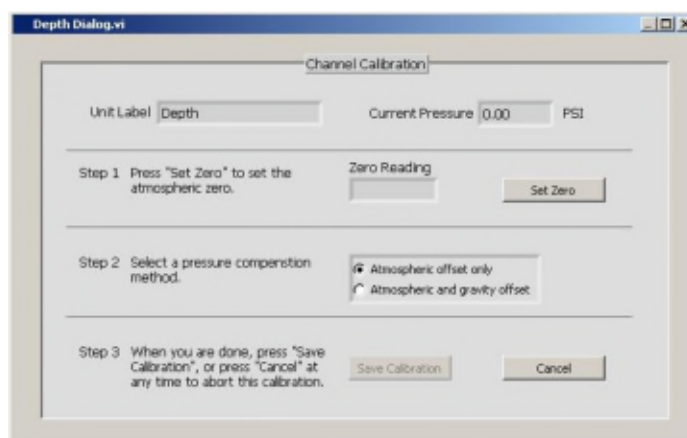 Depth Dialog.vi
Channel Calibration
Unit Label Depth Current Pressure 0.00 PSI
Zero Reading
Step 1 Press "Set Zero" to set the
atmospheric zero. Set Zero
Step 2 Select a pressure compenstion
method.
Atmospheric offset only
Atmospheric and gravity offset
Step 3 When you are done, press "Save
Calibration", or press "Cancel" at
any time to abort this calibration.
Save Calibration Cancel